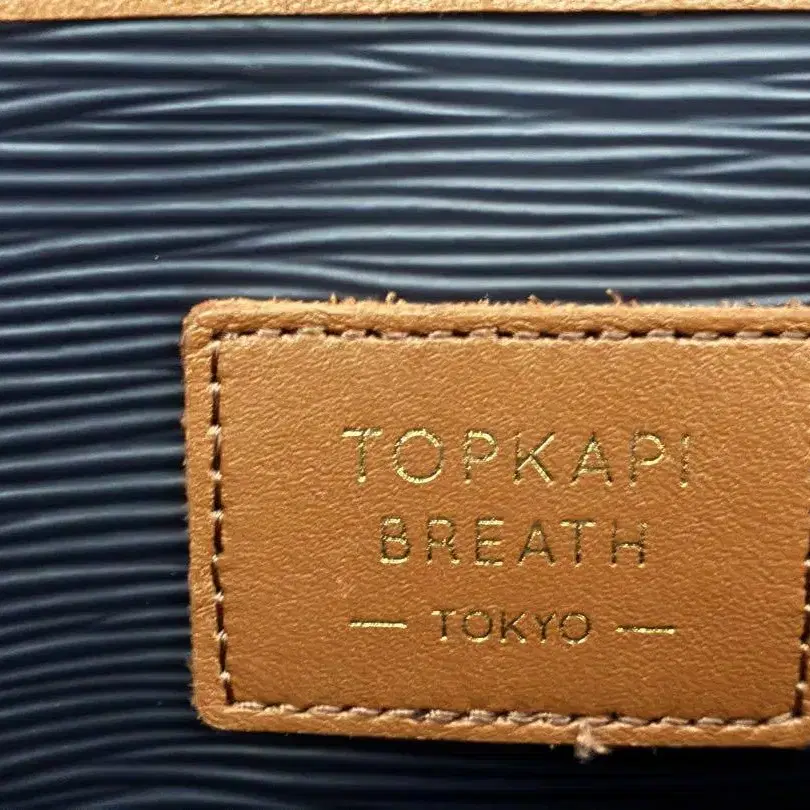 TOPKAPI
BREATH
— TOKYO —